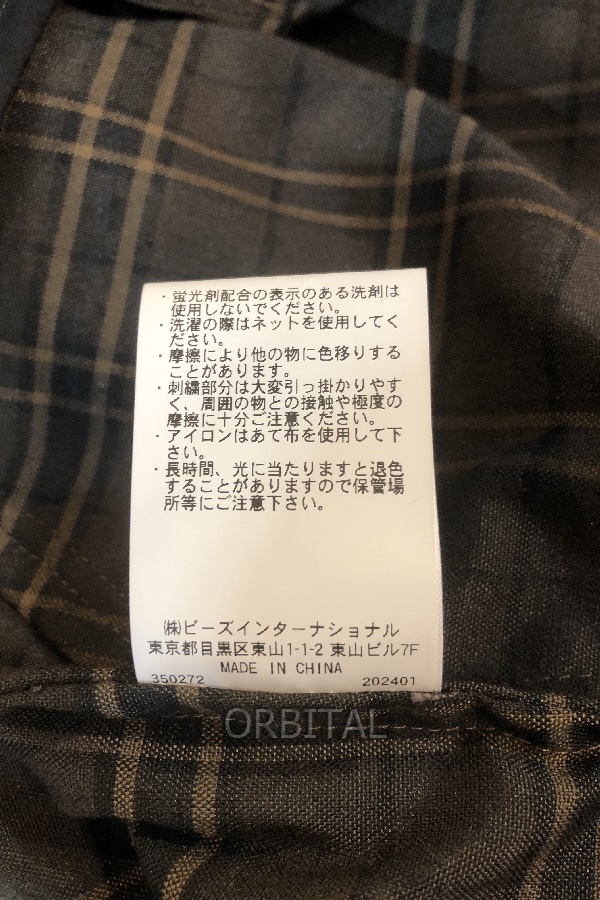 ・蛍光剤配合の表示のある洗剤は
使用しないでください。
・洗濯の際はネットを使用してく
ださい。
・摩擦により他の物に色移りする
ことがあります。
・刺繍部分は大変引っ掛かりやす
く、周囲の物との接触や極度の
摩擦に十分ご注意ください。
・アイロンはあて布を使用して下
さい。
・長時間、光に当たりますと退色
することがありますので保管場
所等にご注意下さい。
㈱ビーズインターナショナル
東京都目黒区東山1-1-2 東山ビル7F
MADE IN CHINA
350272 202401
ORBITAL